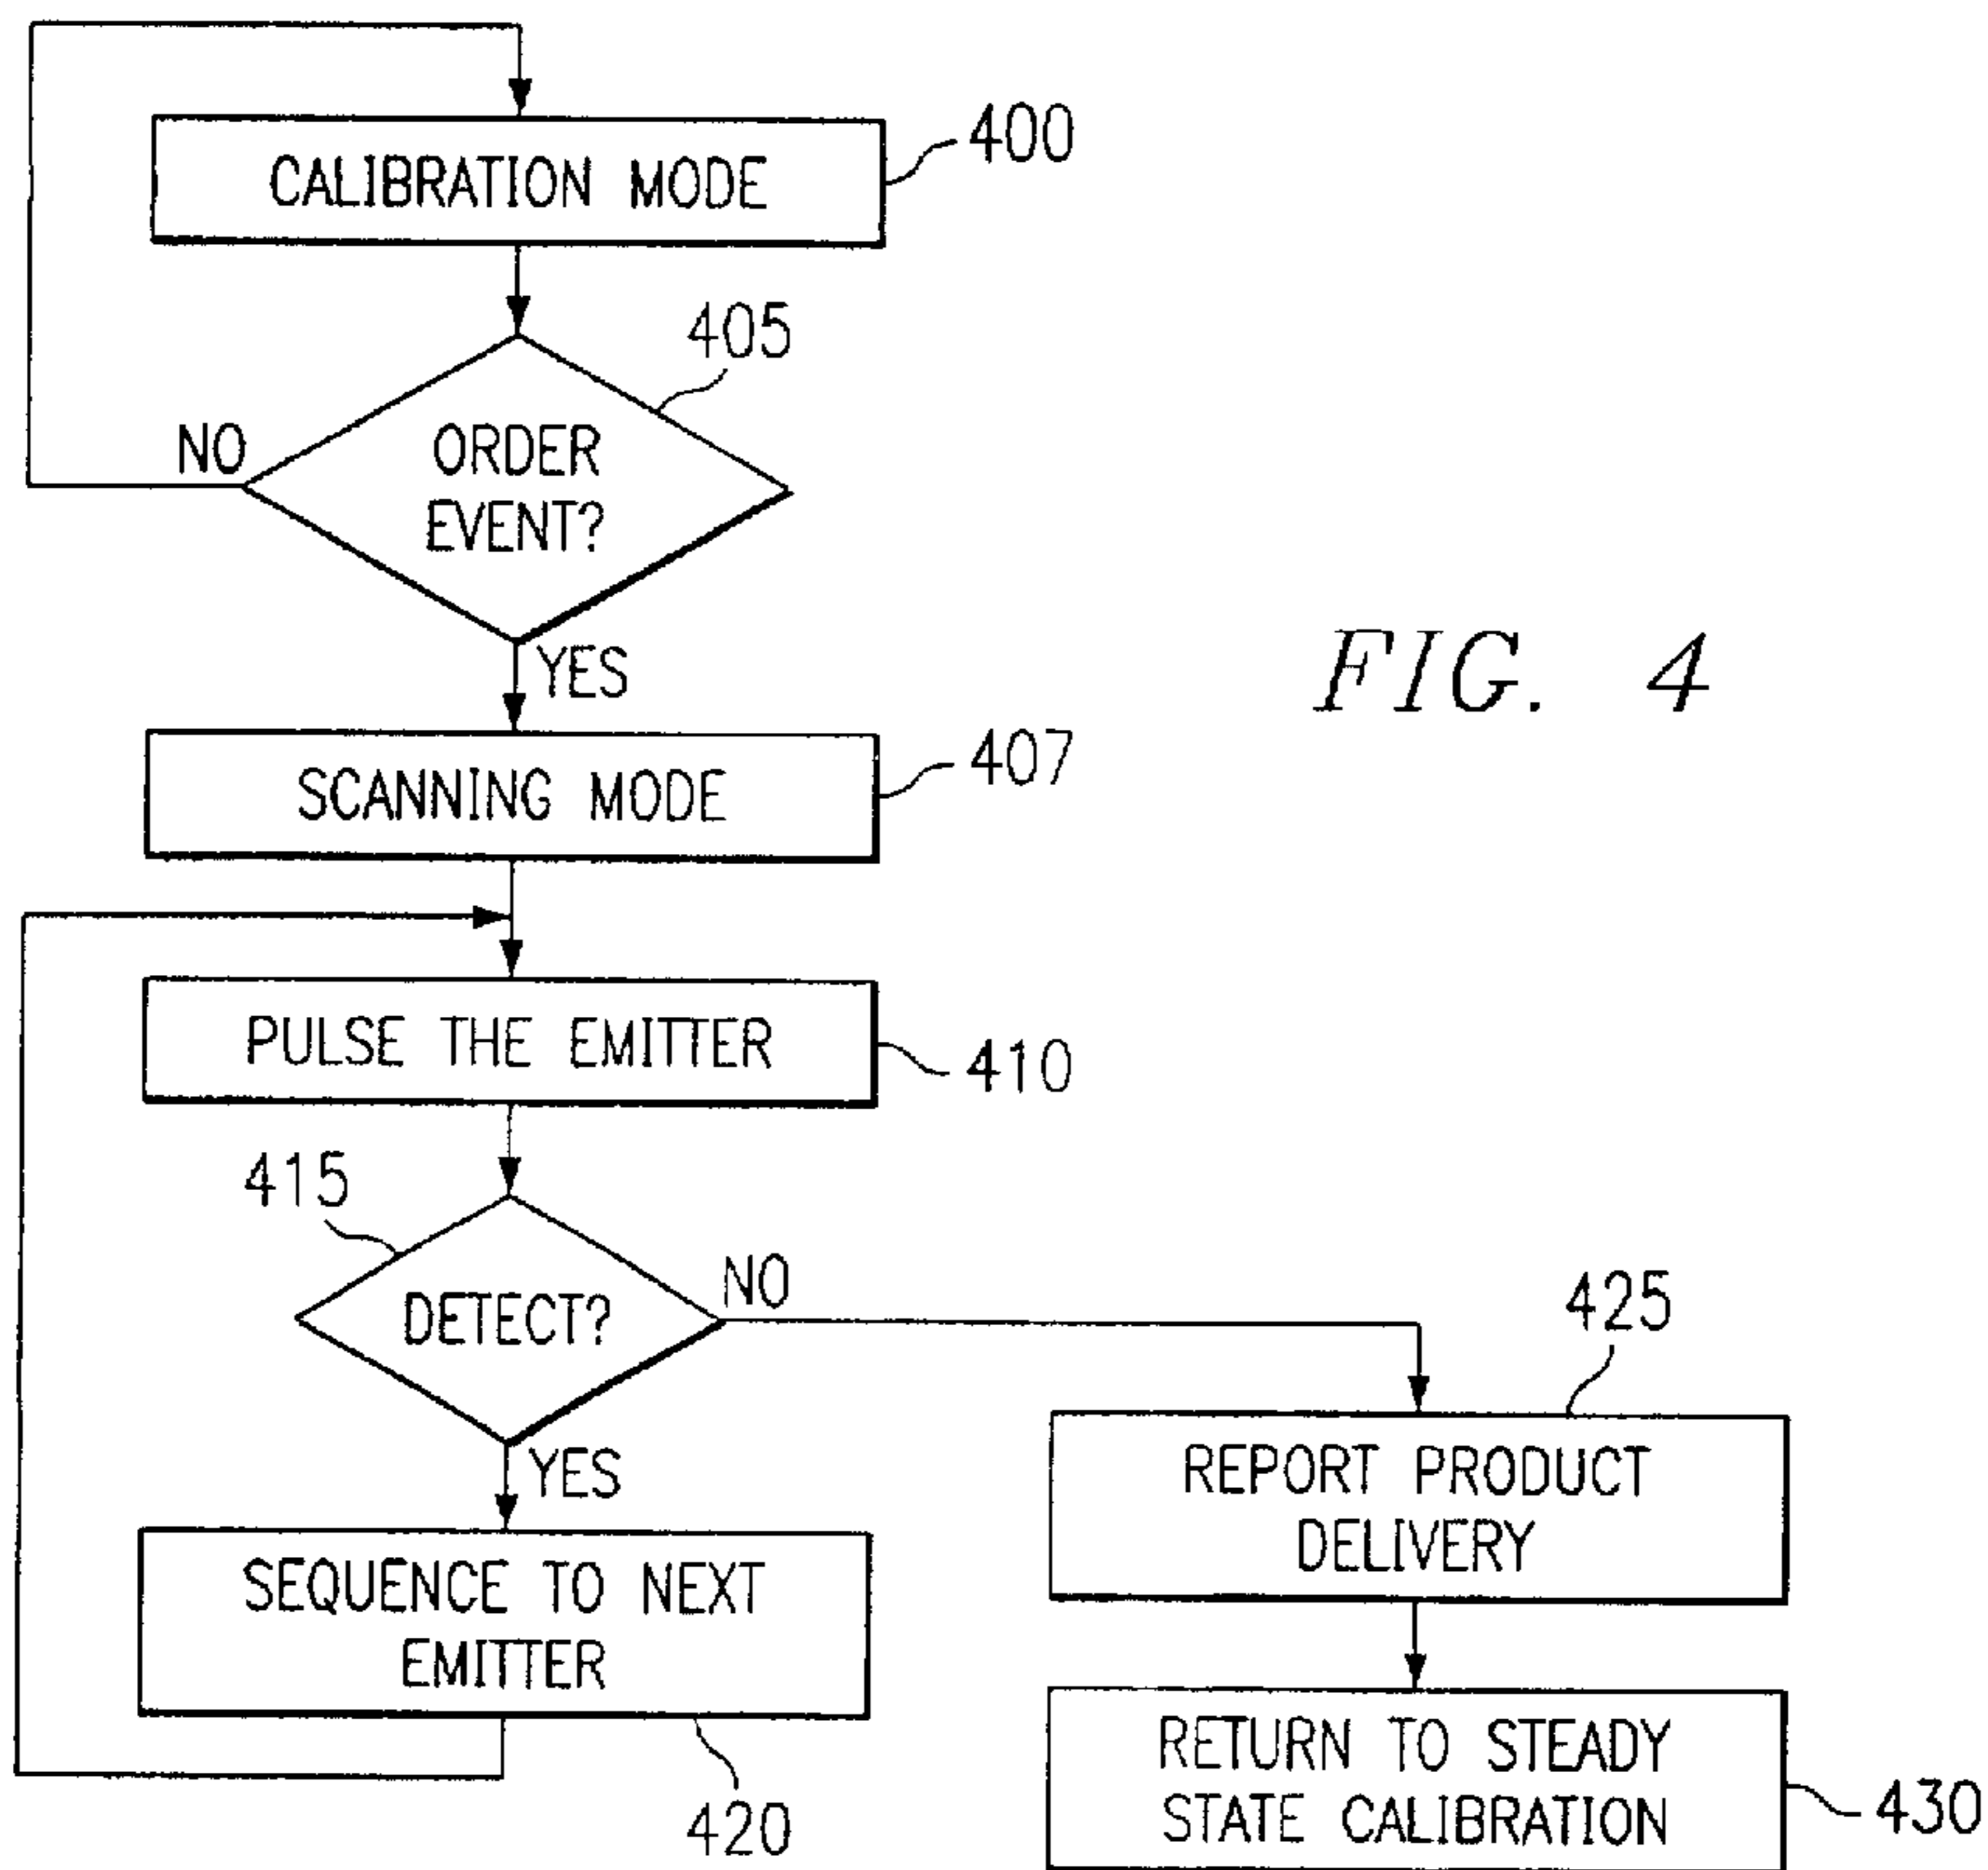 CALIBRATION MODE
400
405
ORDER
EVENT?
NO
YES
FIG. 4
SCANNING MODE
407
PULSE THE EMITTER
410
415
DETECT?
NO
YES
425
REPORT PRODUCT
DELIVERY
SEQUENCE TO NEXT
EMITTER
420
RETURN TO STEADY
STATE CALIBRATION
430